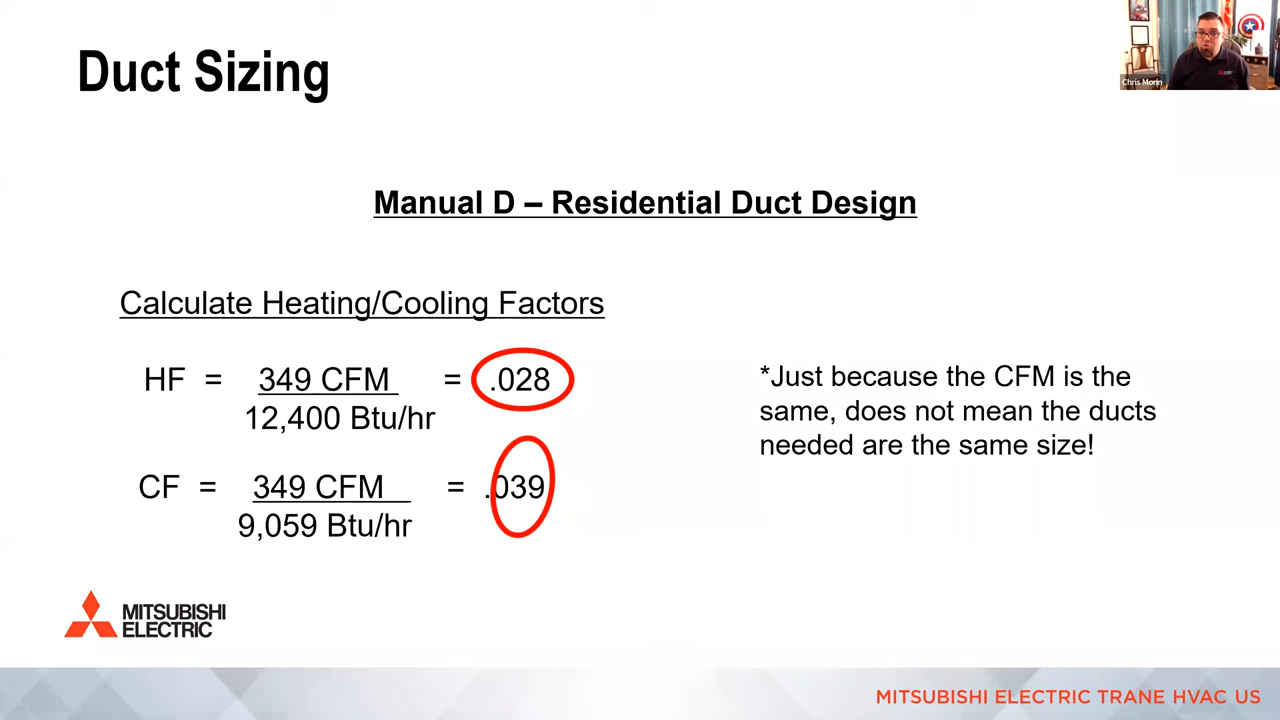 Duct Sizing
Chris Morin
Manual D – Residential Duct Design
Calculate Heating/Cooling Factors
HF = 349 CFM = .028
12,400 Btu/hr
*Just because the CFM is the
same, does not mean the ducts
needed are the same size!
CF = 349 CFM = .039
9,059 Btu/hr
MITSUBISHI
ELECTRIC
MITSUBISHI ELECTRIC TRANE HVAC US